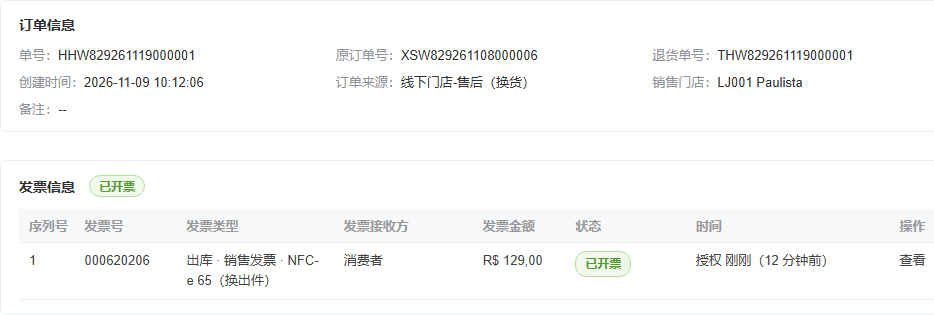 订单信息
单号：HHW829261119000001 原订单号：XSW829261108000006 退货单号：THW829261119000001
创建时间：2026-11-09 10:12:06 订单来源：线下门店-售后（换货） 销售门店：LJ001 Paulista
备注：--
发票信息 已开票
序列号 发票号 发票类型 发票接收方 发票金额 状态 时间 操作
1 000620206 出库 · 销售发票 · NFC- 消费者 R$ 129,00 已开票 授权 刚刚（12 分钟前） 查看
e 65（换出件）